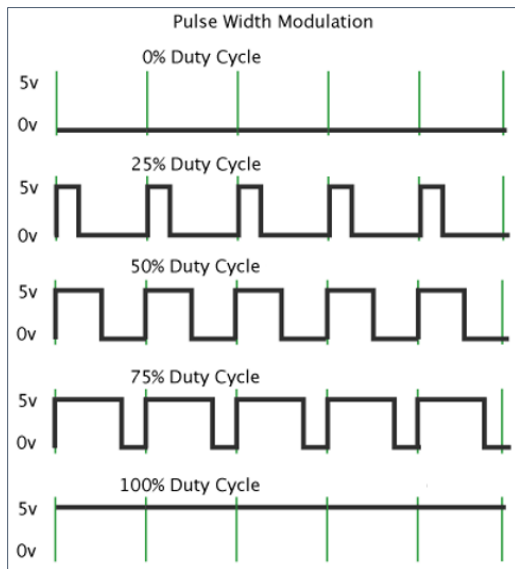 Pulse Width Modulation
0% Duty Cycle
5v
0v
25% Duty Cycle
5v
0v
50% Duty Cycle
5v
0v
75% Duty Cycle
5v
0v
100% Duty Cycle
5v
0v